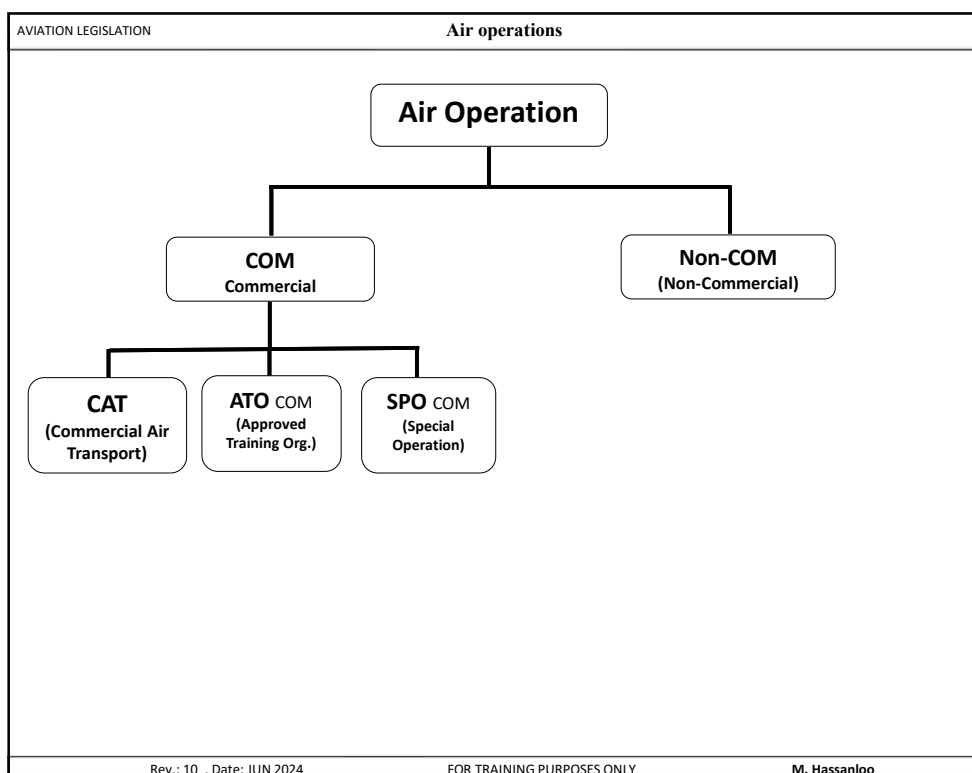 AVIATION LEGISLATION
Air operations
Air Operation
COM
Commercial
Non-COM
(Non-Commercial)
CAT
(Commercial Air
Transport)
ATO COM
(Approved
Training Org.)
SPO COM
(Special
Operation)
Rev.: 10 , Date: JUN 2024
FOR TRAINING PURPOSES ONLY
M. Hassanloo